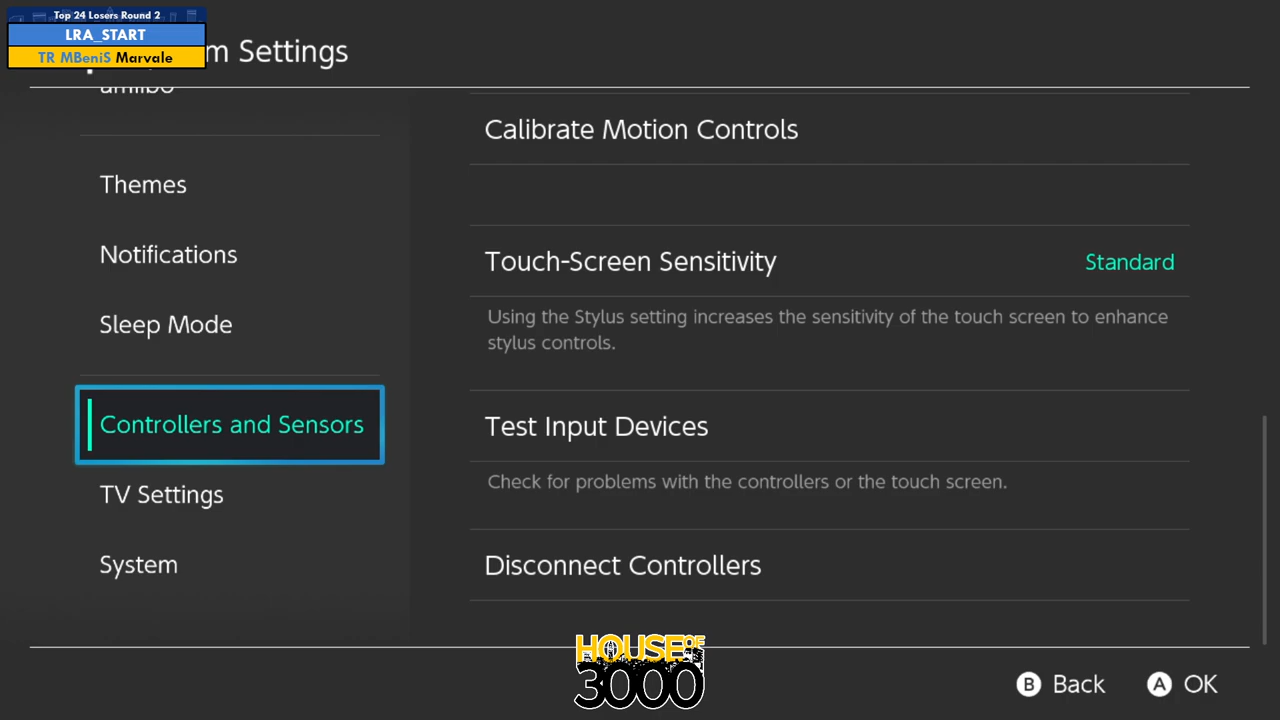 Top 24 Losers Round 2
LRA_START
TR MBeniS Marvale
m Settings
amiibo
Themes
Notifications
Sleep Mode
Controllers and Sensors
TV Settings
System
Calibrate Motion Controls
Touch-Screen Sensitivity Standard
Using the Stylus setting increases the sensitivity of the touch screen to enhance
stylus controls.
Test Input Devices
Check for problems with the controllers or the touch screen.
Disconnect Controllers
HOUSE OF
3000
B Back A OK